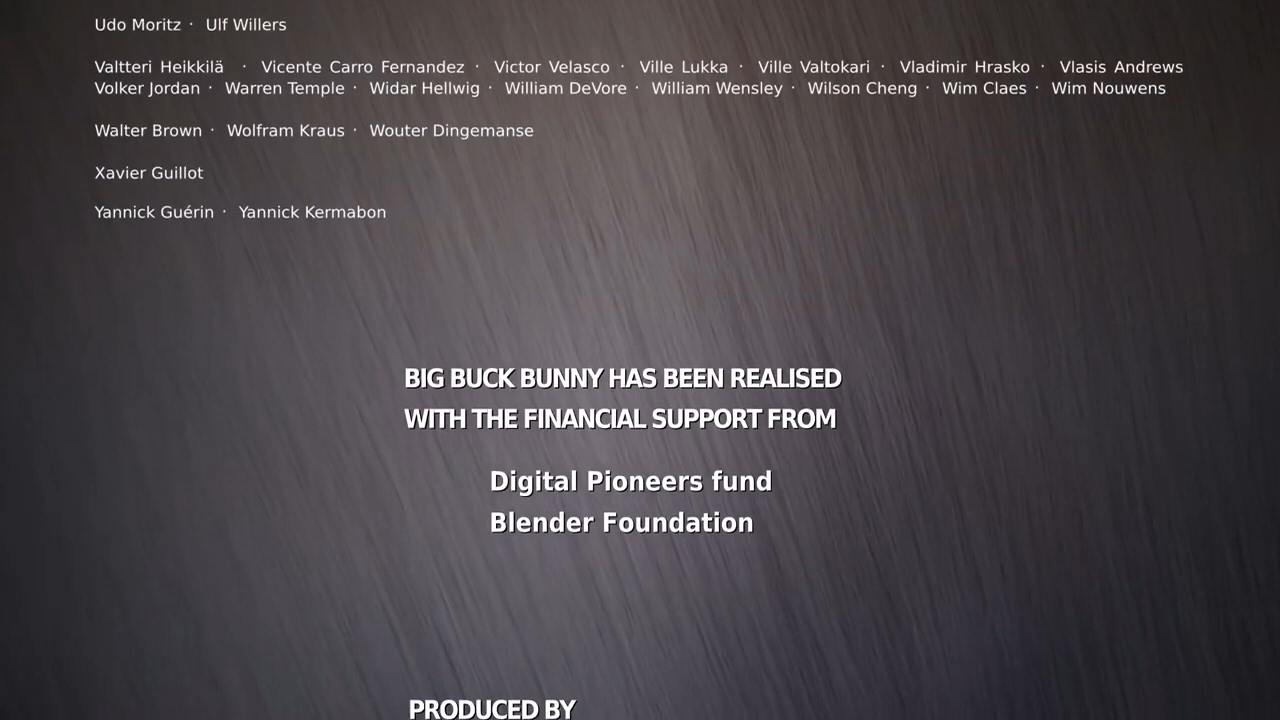 Udo Moritz · Ulf Willers
Valtteri Heikkilä · Vicente Carro Fernandez · Victor Velasco · Ville Lukka · Ville Valtokari · Vladimir Hrasko · Vlasis Andrews
Volker Jordan · Warren Temple · Widar Hellwig · William DeVore · William Wensley · Wilson Cheng · Wim Claes · Wim Nouwens
Walter Brown · Wolfram Kraus · Wouter Dingemanse
Xavier Guillot
Yannick Guérin · Yannick Kermabon
BIG BUCK BUNNY HAS BEEN REALISED
WITH THE FINANCIAL SUPPORT FROM
Digital Pioneers fund
Blender Foundation
PRODUCED BY